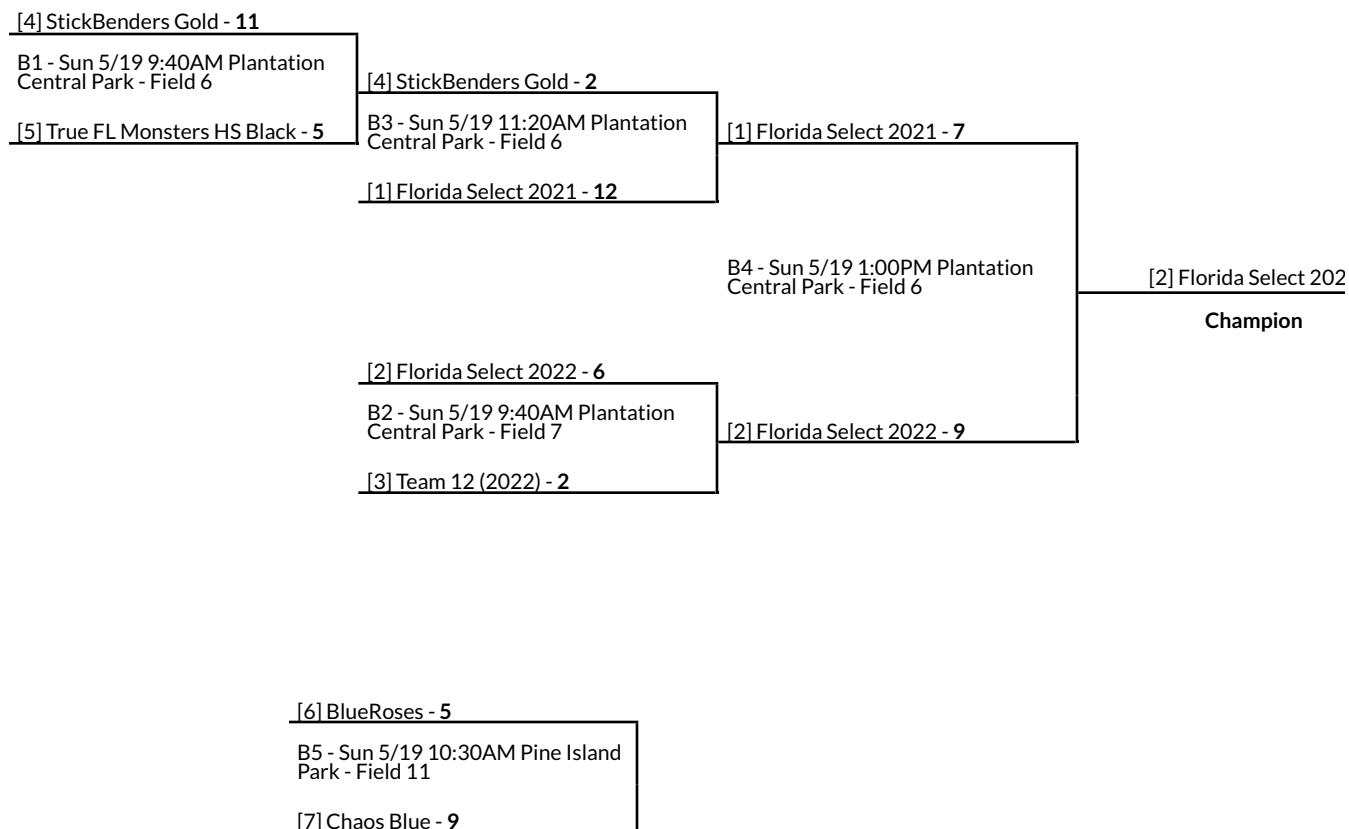 [4] StickBenders Gold - 11
B1 - Sun 5/19 9:40AM Plantation
Central Park - Field 6
[5] True FL Monsters HS Black - 5
[4] StickBenders Gold - 2
B3 - Sun 5/19 11:20AM Plantation
Central Park - Field 6
[1] Florida Select 2021 - 12
[1] Florida Select 2021 - 7
B4 - Sun 5/19 1:00PM Plantation
Central Park - Field 6
[2] Florida Select 2022 - 6
B2 - Sun 5/19 9:40AM Plantation
Central Park - Field 7
[3] Team 12 (2022) - 2
[2] Florida Select 2022 - 9
[2] Florida Select 202
Champion
[6] BlueRoses - 5
B5 - Sun 5/19 10:30AM Pine Island
Park - Field 11
[7] Chaos Blue - 9